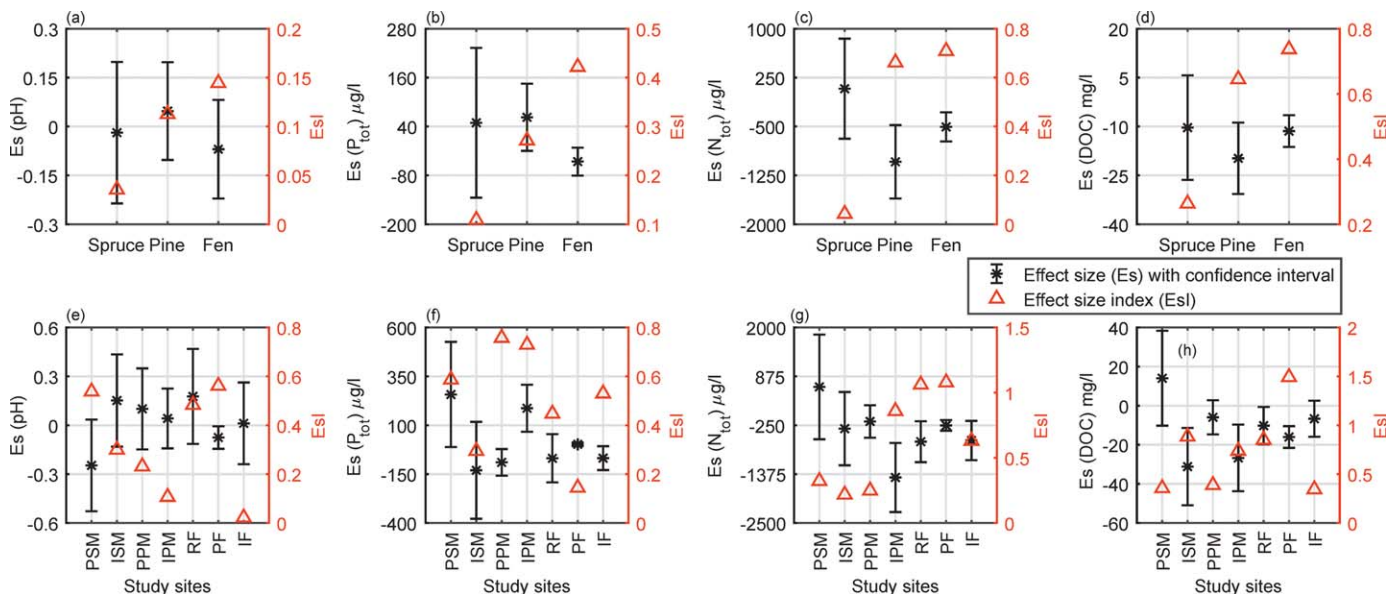 (a)
0.3
0.15
0
-0.15
-0.3
Es (pH)
0.2
0.15
0.1
0.05
0
EsI
Spruce Pine Fen
(b)
280
160
40
-80
-200
Es (P_tot) μg/l
0.5
0.4
0.3
0.2
0.1
EsI
Spruce Pine Fen
(c)
1000
250
-500
-1250
-2000
Es (N_tot) μg/l
0.8
0.6
0.4
0.2
0
EsI
Spruce Pine Fen
(d)
20
5
-10
-25
-40
Es (DOC) mg/l
0.8
0.6
0.4
0.2
EsI
Spruce Pine Fen
Effect size (Es) with confidence interval
Effect size index (EsI)
(e)
0.6
0.3
0
-0.3
-0.6
Es (pH)
0.8
0.6
0.4
0.2
0
EsI
PSM
ISM
PPM
IPM
RF
PF
IF
Study sites
(f)
600
350
100
-150
-400
Es (P_tot) μg/l
0.8
0.6
0.4
0.2
0
EsI
PSM
ISM
PPM
IPM
RF
PF
IF
Study sites
(g)
2000
875
-250
-1375
-2500
Es (N_tot) μg/l
1.5
1
0.5
0
EsI
PSM
ISM
PPM
IPM
RF
PF
IF
Study sites
(h)
40
20
0
-20
-40
-60
Es (DOC) mg/l
2
1.5
1
0.5
0
EsI
PSM
ISM
PPM
IPM
RF
PF
IF
Study sites